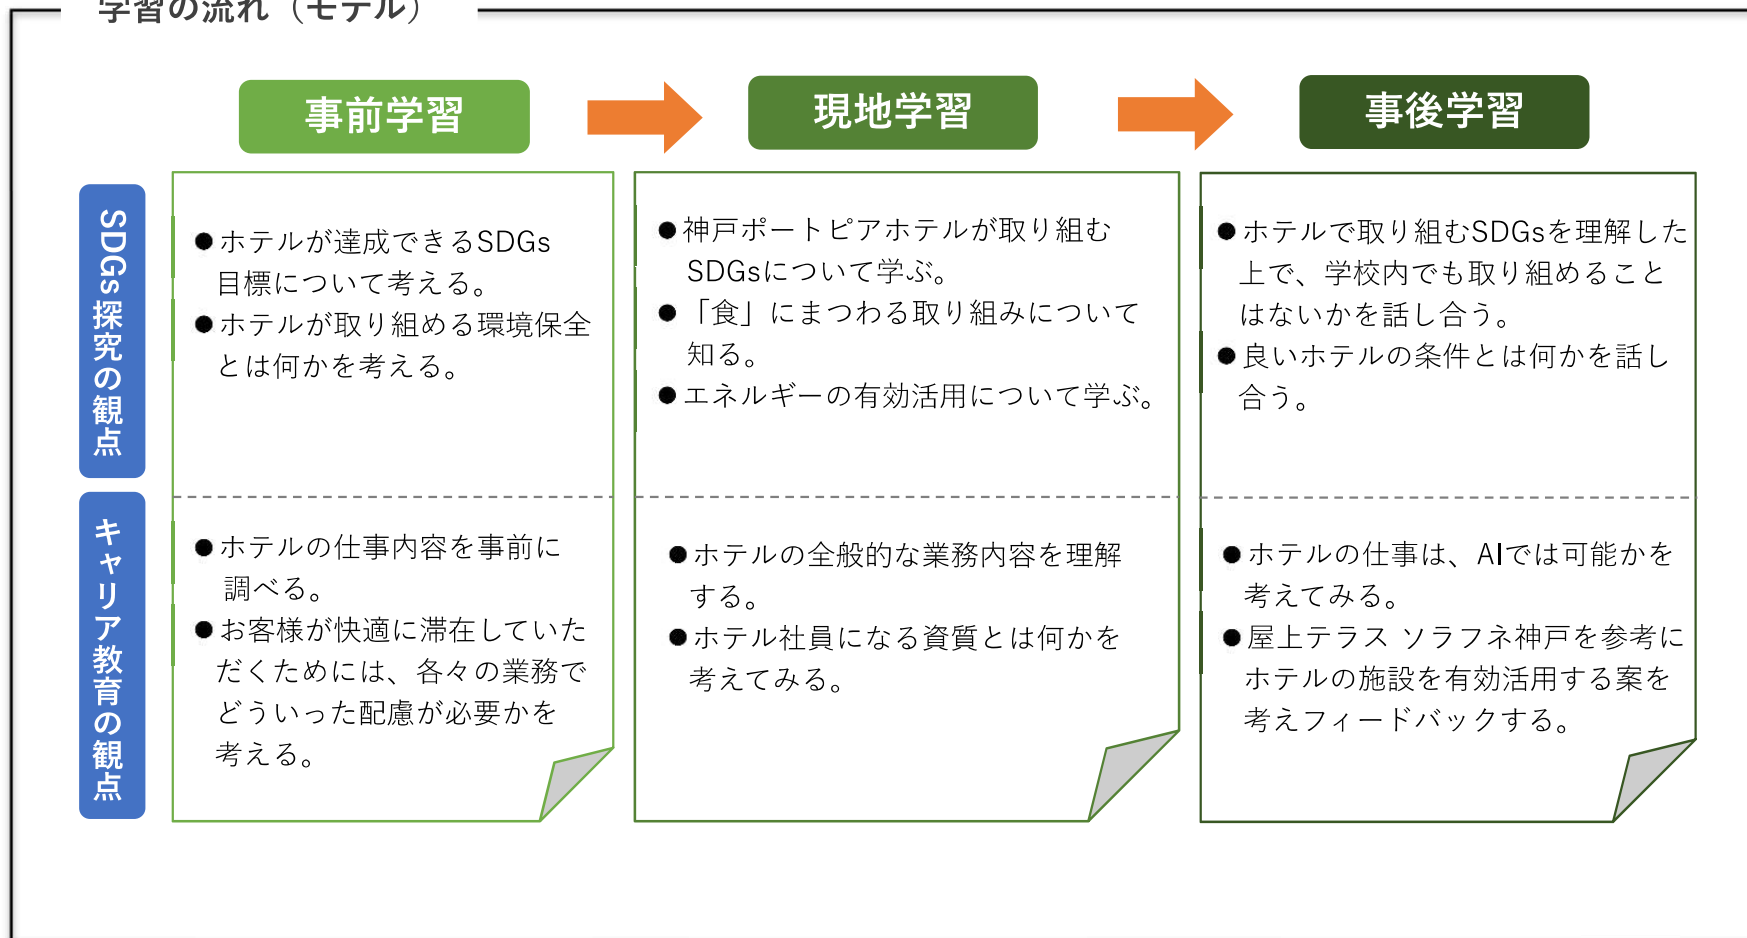 学習の流れ（モデル）
事前学習
現地学習
事後学習
SDGs探究の観点
ホテルが達成できるSDGs
目標について考える。
ホテルが取り組める環境保全
とは何かを考える。
神戸ポートピアホテルが取り組む
SDGsについて学ぶ。
「食」にまつわる取り組みについて
知る。
エネルギーの有効活用について学ぶ。
ホテルで取り組むSDGsを理解した
上で、学校内でも取り組めること
はないかを話し合う。
良いホテルの条件とは何かを話し
合う。
キャリア教育の観点
ホテルの仕事内容を事前に
調べる。
お客様が快適に滞在していた
だくためには、各々の業務で
どういった配慮が必要かを
考える。
ホテルの全般的な業務内容を理解
する。
ホテル社員になる資質とは何かを
考えてみる。
ホテルの仕事は、AIでは可能かを
考えてみる。
屋上テラス ソラフネ神戸を参考に
ホテルの施設を有効活用する案を
考えフィードバックする。